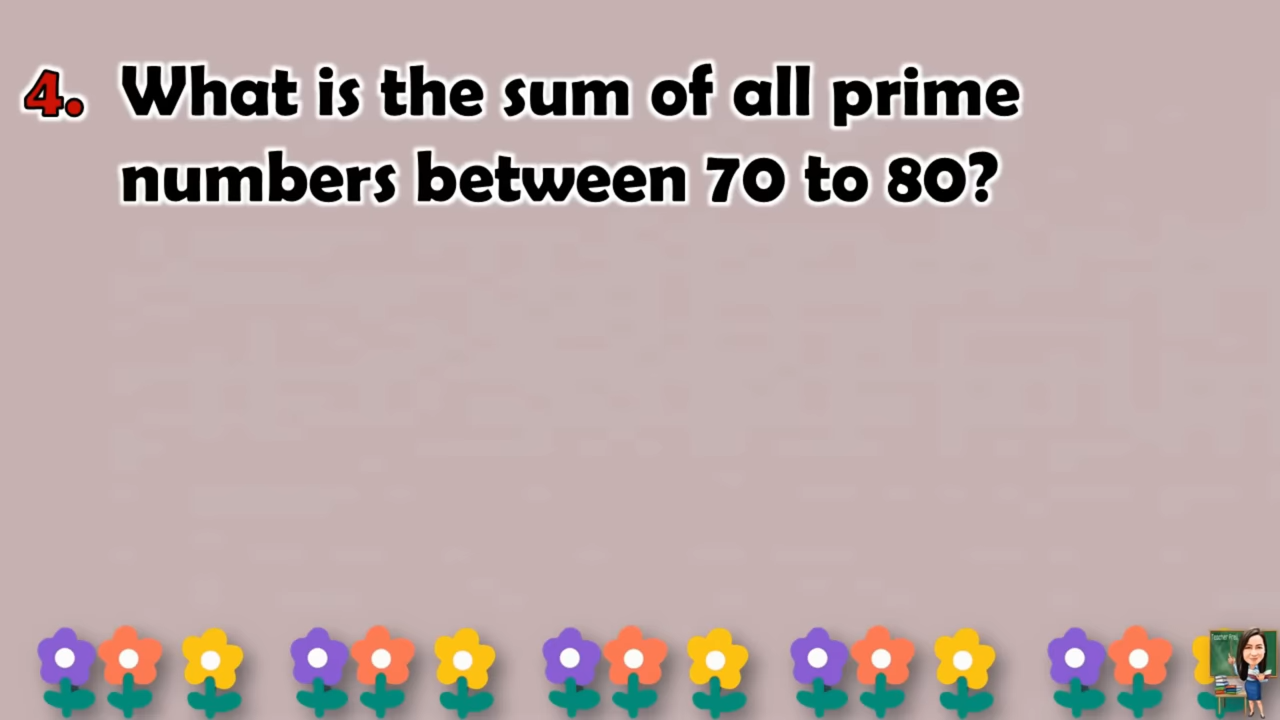 4. What is the sum of all prime
numbers between 70 to 80?